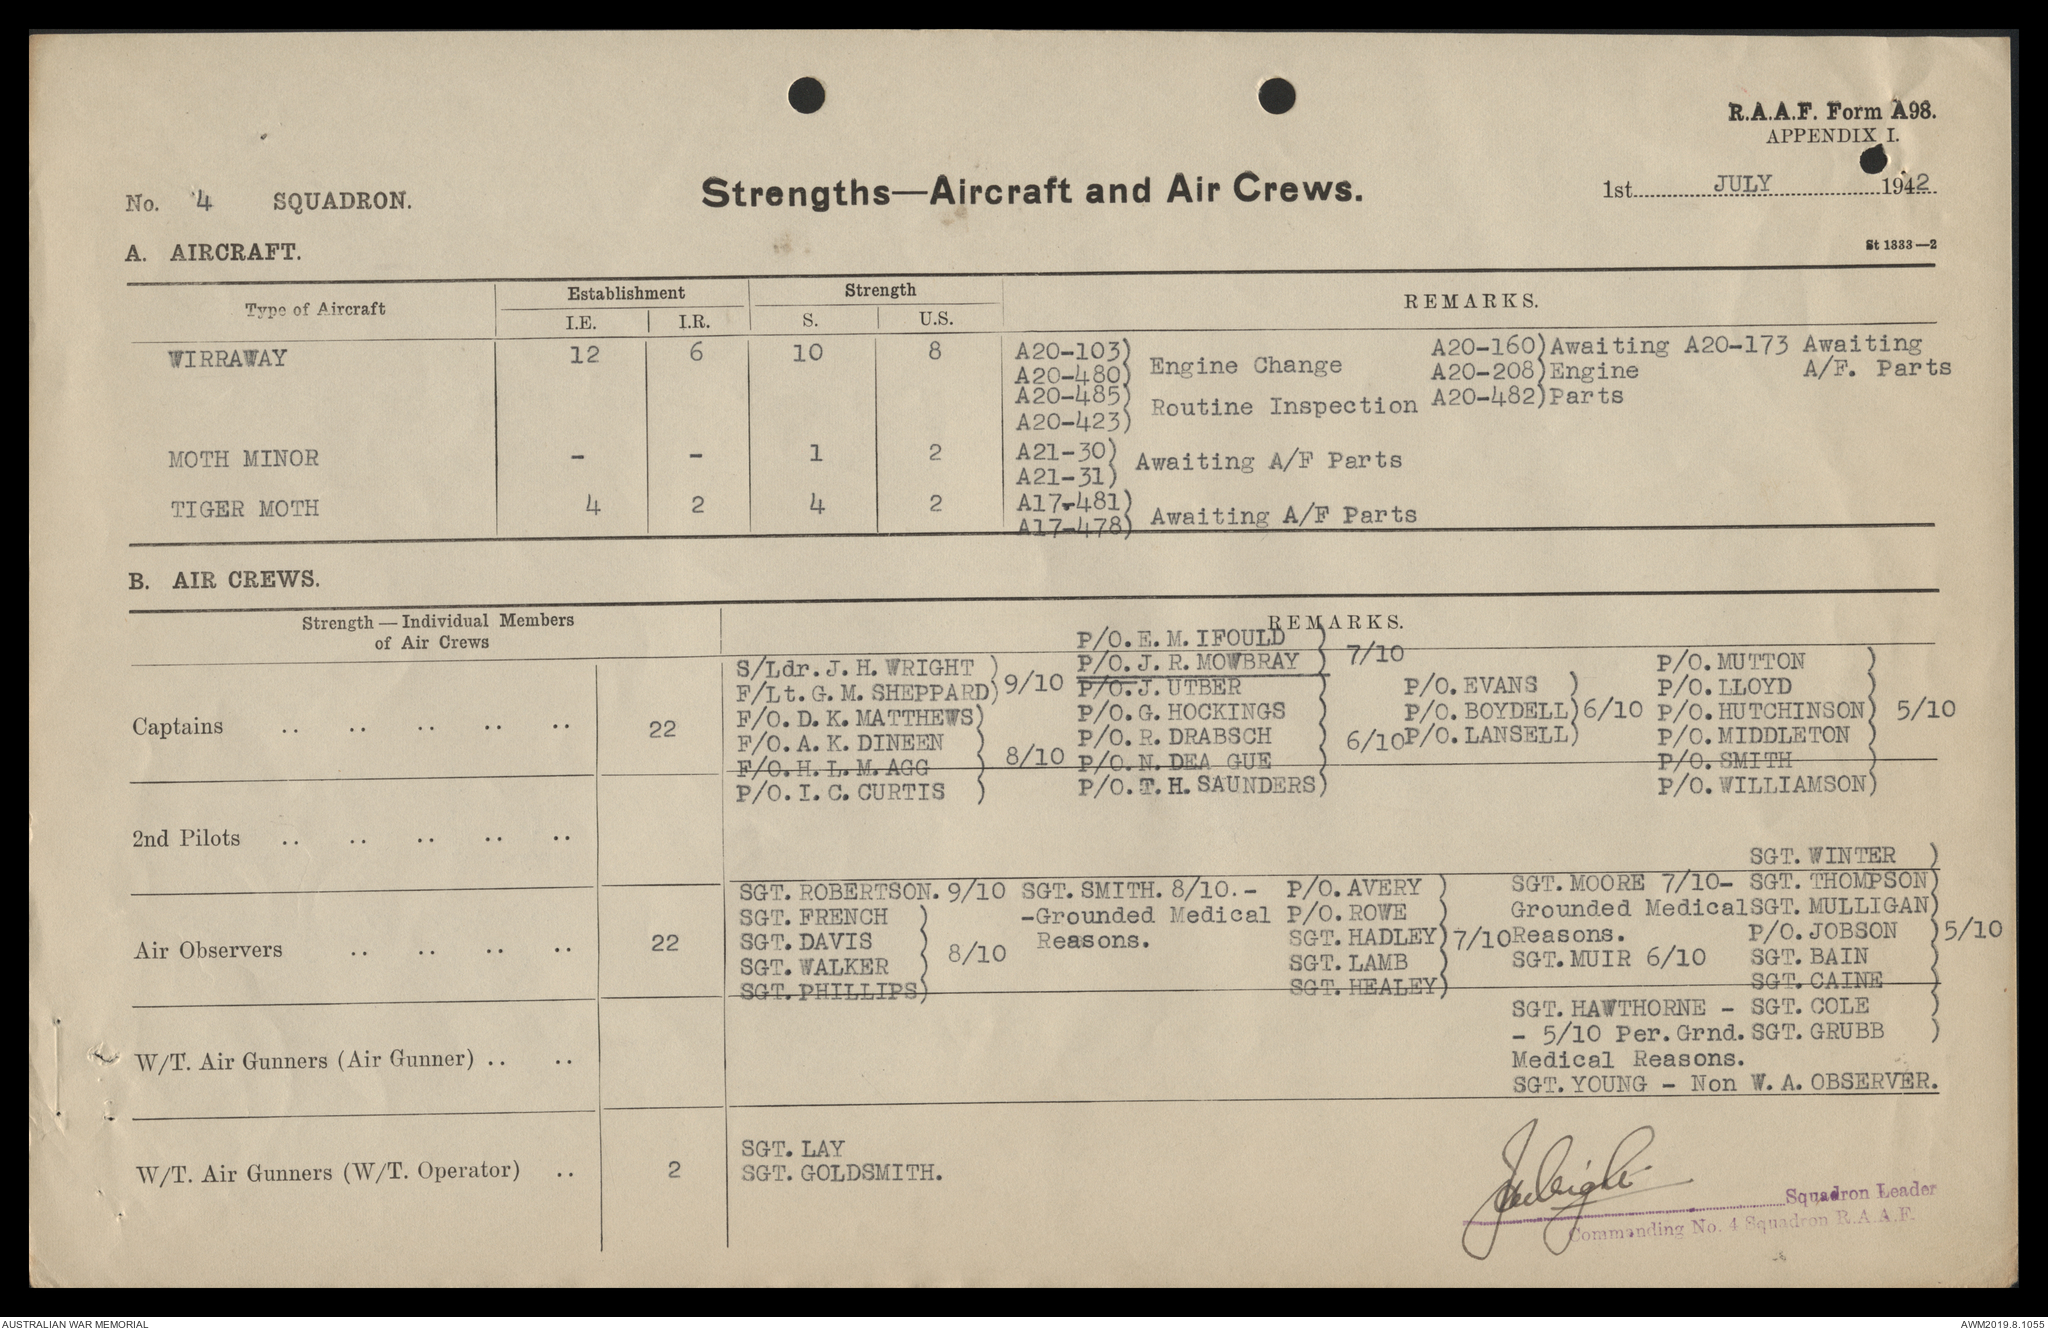 R.A.A.F. Form A98.
APPENDIX I.
No. 4 SQUADRON.
Strengths—Aircraft and Air Crews.
1st JULY 1942
A. AIRCRAFT.
St 1333—2
Type of Aircraft
Establishment
Strength
REMARKS.
I.E. I.R. S. U.S.
WIRRAWAY 12 6 10 8
A20-103)
A20-480) Engine Change
A20-485)
A20-423) Routine Inspection
A20-160)Awaiting
A20-208)Engine
A20-482)Parts
A20-173 Awaiting
A/F. Parts
MOTH MINOR - - 1 2
A21-30)
A21-31) Awaiting A/F Parts
TIGER MOTH 4 2 4 2
A17-481)
A17-478) Awaiting A/F Parts
B. AIR CREWS.
Strength — Individual Members
of Air Crews
REMARKS.
Captains .. .. .. .. .. 22
S/Ldr. J. H. WRIGHT )
F/Lt. G. M. SHEPPARD) 9/10
F/O. D. K. MATTHEWS)
F/O. A. K. DINEEN )
F/O. H. L. M. AGG ) 8/10
P/O. I. C. CURTIS )
P/O. E. M. IFOULD )
P/O. J. R. MOWBRAY ) 7/10
P/O. J. UTBER )
P/O. G. HOCKINGS )
P/O. R. DRABSCH ) 6/10
P/O. N. DEA GUE )
P/O. T. H. SAUNDERS)
P/O. EVANS )
P/O. BOYDELL) 6/10
P/O. LANSELL)
P/O. MUTTON )
P/O. LLOYD )
P/O. HUTCHINSON) 5/10
P/O. MIDDLETON )
P/O. SMITH )
P/O. WILLIAMSON)
2nd Pilots .. .. .. .. ..
Air Observers .. .. .. .. 22
SGT. ROBERTSON. 9/10
SGT. FRENCH )
SGT. DAVIS )
SGT. WALKER ) 8/10
SGT. PHILLIPS)
SGT. SMITH. 8/10. -
-Grounded Medical
Reasons.
P/O. AVERY )
P/O. ROWE )
SGT. HADLEY) 7/10
SGT. LAMB )
SGT. HEALEY)
SGT. MOORE 7/10-
Grounded Medical
Reasons.
SGT. MUIR 6/10
SGT. HAWTHORNE -
- 5/10 Per. Grnd.
Medical Reasons.
SGT. YOUNG - Non W. A. OBSERVER.
SGT. WINTER )
SGT. THOMPSON)
SGT. MULLIGAN)
P/O. JOBSON ) 5/10
SGT. BAIN )
SGT. CAINE )
SGT. COLE )
SGT. GRUBB )
W/T. Air Gunners (Air Gunner) .. ..
W/T. Air Gunners (W/T. Operator) .. 2
SGT. LAY
SGT. GOLDSMITH.
Squadron Leader
Commanding No. 4 Squadron R.A.A.F.
AUSTRALIAN WAR MEMORIAL
AWM2019.8.1055